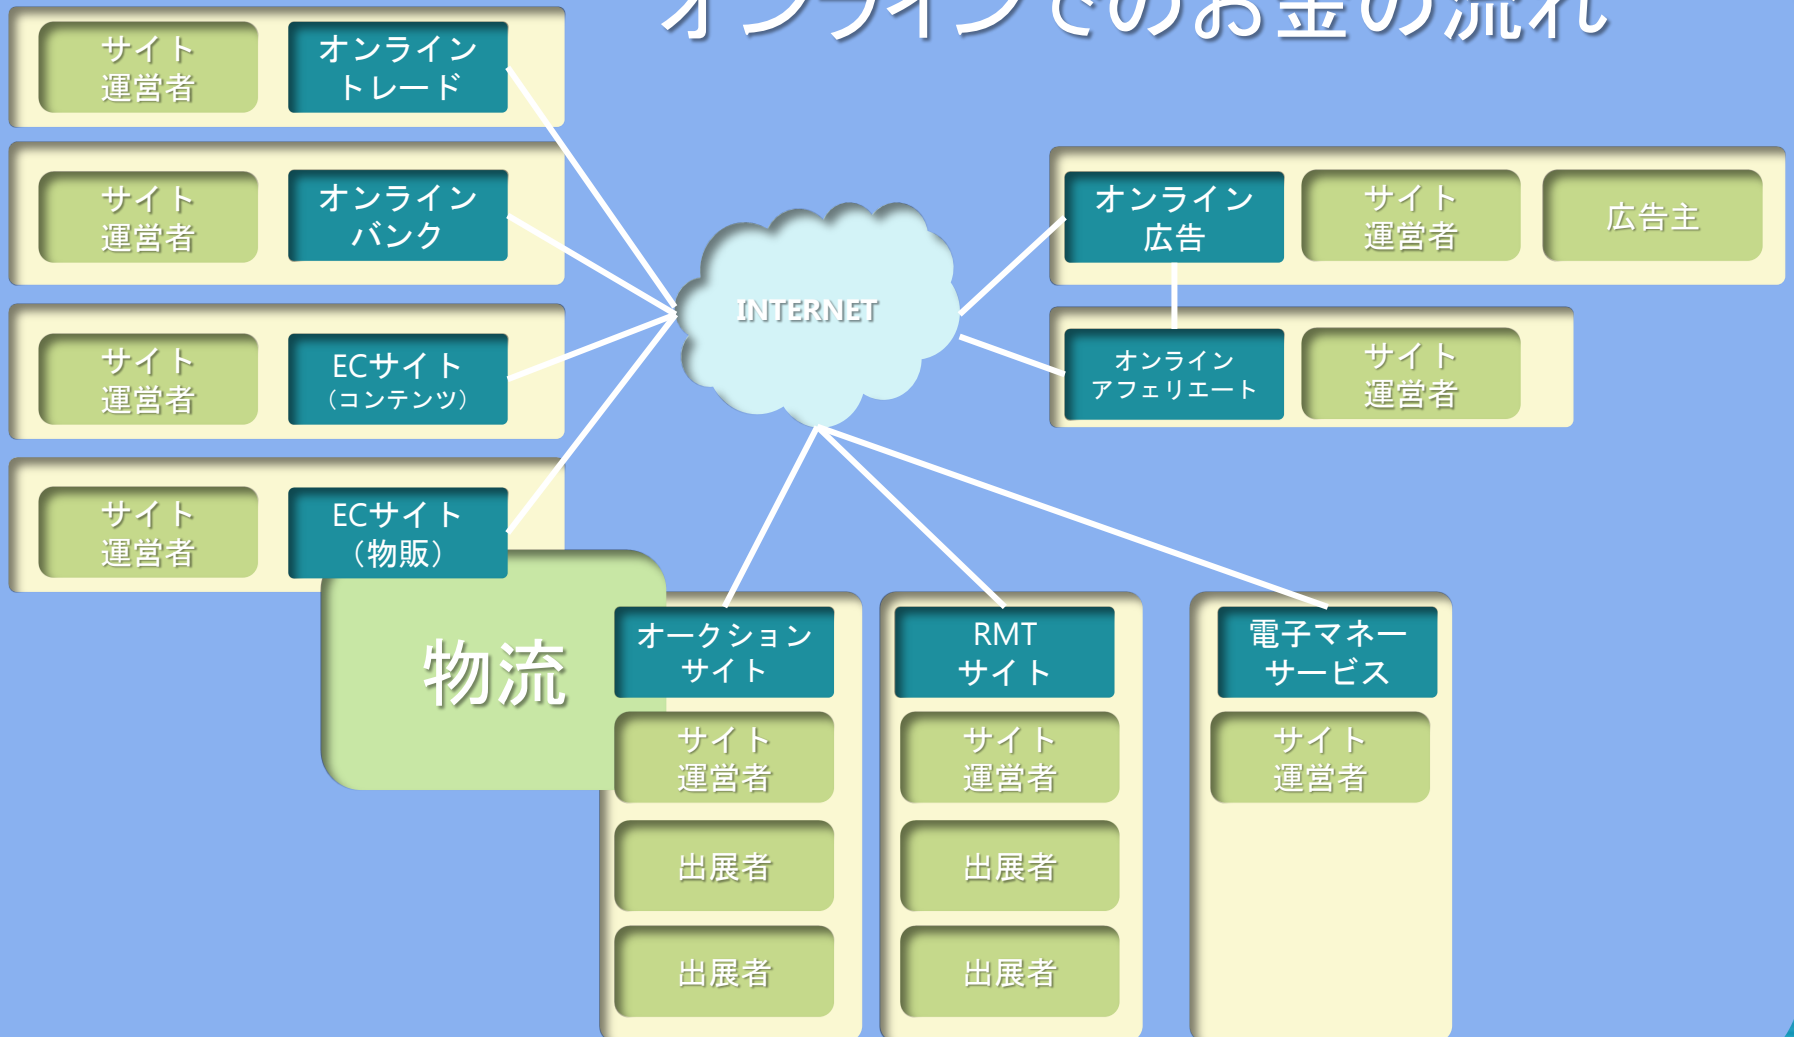 オンラインでのお金の流れ
サイト
運営者
オンライン
トレード
サイト
運営者
オンライン
バンク
サイト
運営者
ECサイト
（コンテンツ）
サイト
運営者
ECサイト
（物販）
物流
INTERNET
オンライン
広告
サイト
運営者
広告主
オンライン
アフェリエート
サイト
運営者
オークション
サイト
サイト
運営者
出展者
出展者
RMT
サイト
サイト
運営者
出展者
出展者
電子マネー
サービス
サイト
運営者